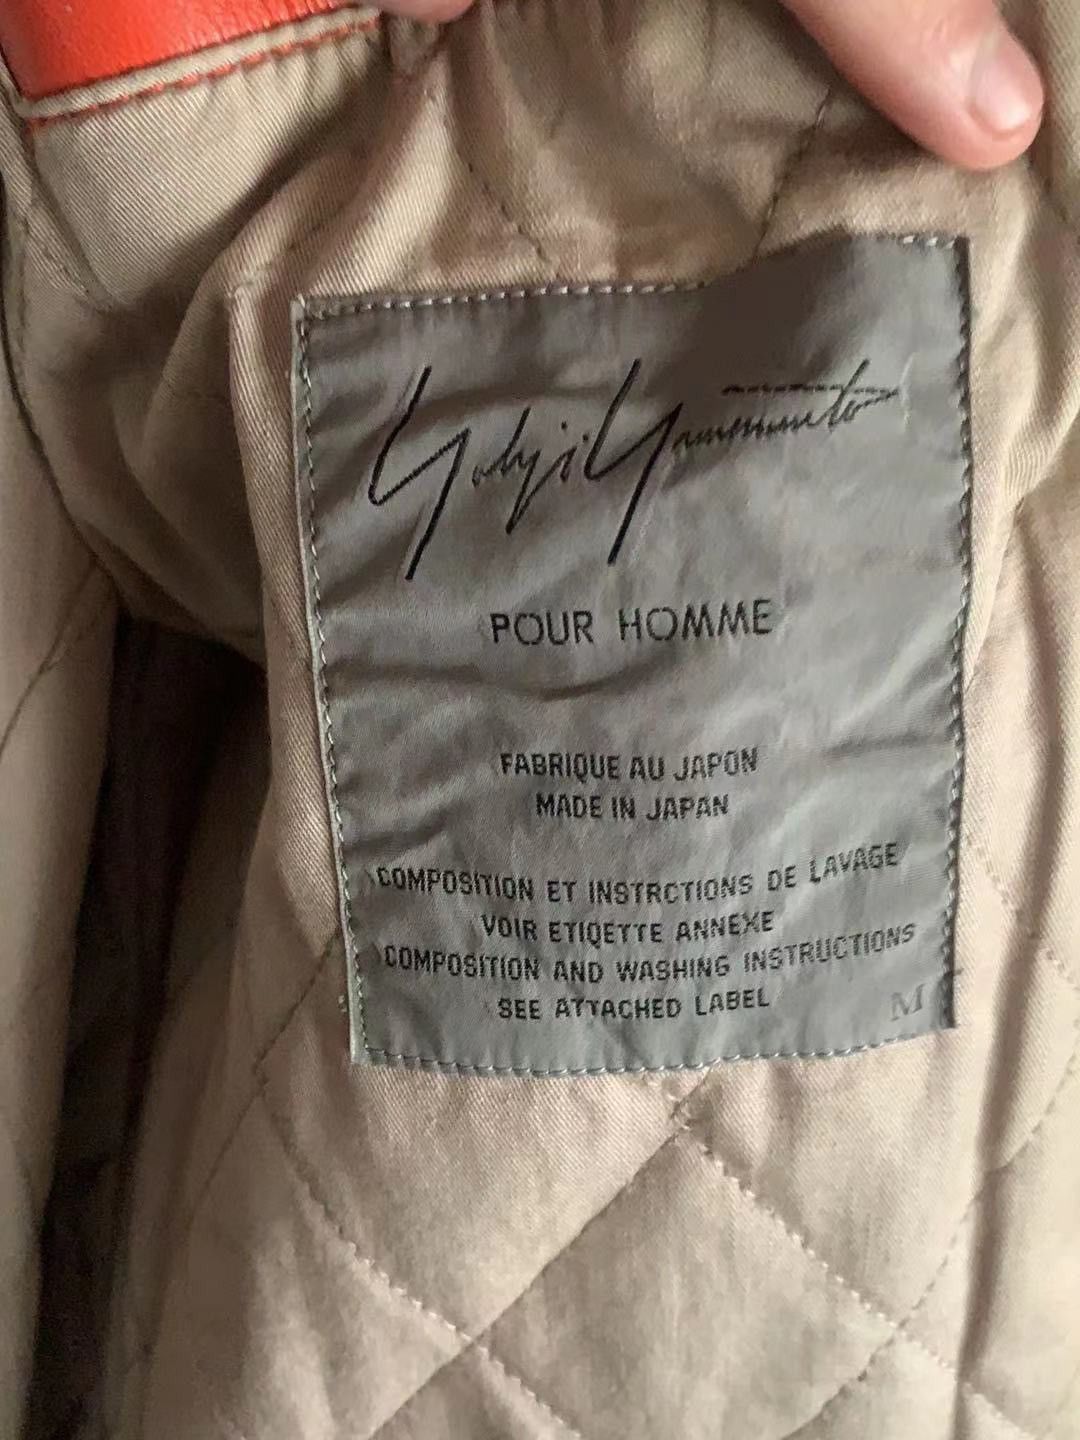 Yohji Yamamoto
POUR HOMME
FABRIQUE AU JAPON
MADE IN JAPAN
COMPOSITION ET INSTRCTIONS DE LAVAGE
VOIR ETIQETTE ANNEXE
COMPOSITION AND WASHING INSTRUCTIONS
SEE ATTACHED LABEL
M